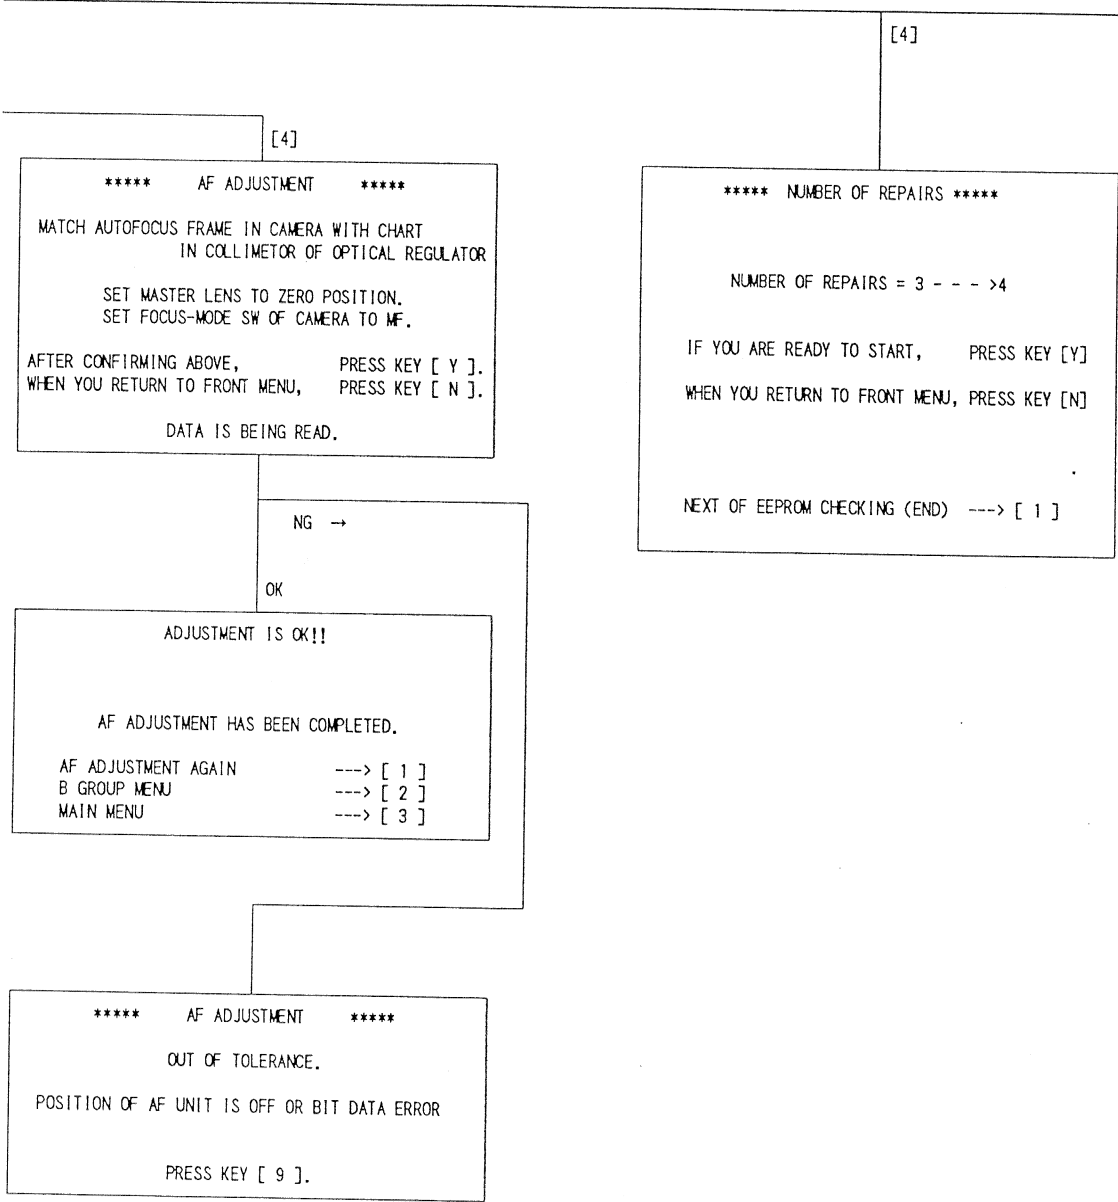 [4]
***** AF ADJUSTMENT *****
MATCH AUTOFOCUS FRAME IN CAMERA WITH CHART
IN COLLIMETOR OF OPTICAL REGULATOR
SET MASTER LENS TO ZERO POSITION.
SET FOCUS-MODE SW OF CAMERA TO MF.
AFTER CONFIRMING ABOVE, PRESS KEY [ Y ].
WHEN YOU RETURN TO FRONT MENU, PRESS KEY [ N ].
DATA IS BEING READ.
NG →
OK
ADJUSTMENT IS OK!!
AF ADJUSTMENT HAS BEEN COMPLETED.
AF ADJUSTMENT AGAIN ---> [ 1 ]
B GROUP MENU ---> [ 2 ]
MAIN MENU ---> [ 3 ]
***** AF ADJUSTMENT *****
OUT OF TOLERANCE.
POSITION OF AF UNIT IS OFF OR BIT DATA ERROR
PRESS KEY [ 9 ].
[4]
***** NUMBER OF REPAIRS *****
NUMBER OF REPAIRS = 3 - - - >4
IF YOU ARE READY TO START, PRESS KEY [Y]
WHEN YOU RETURN TO FRONT MENU, PRESS KEY [N]
NEXT OF EEPROM CHECKING (END) ---> [ 1 ]